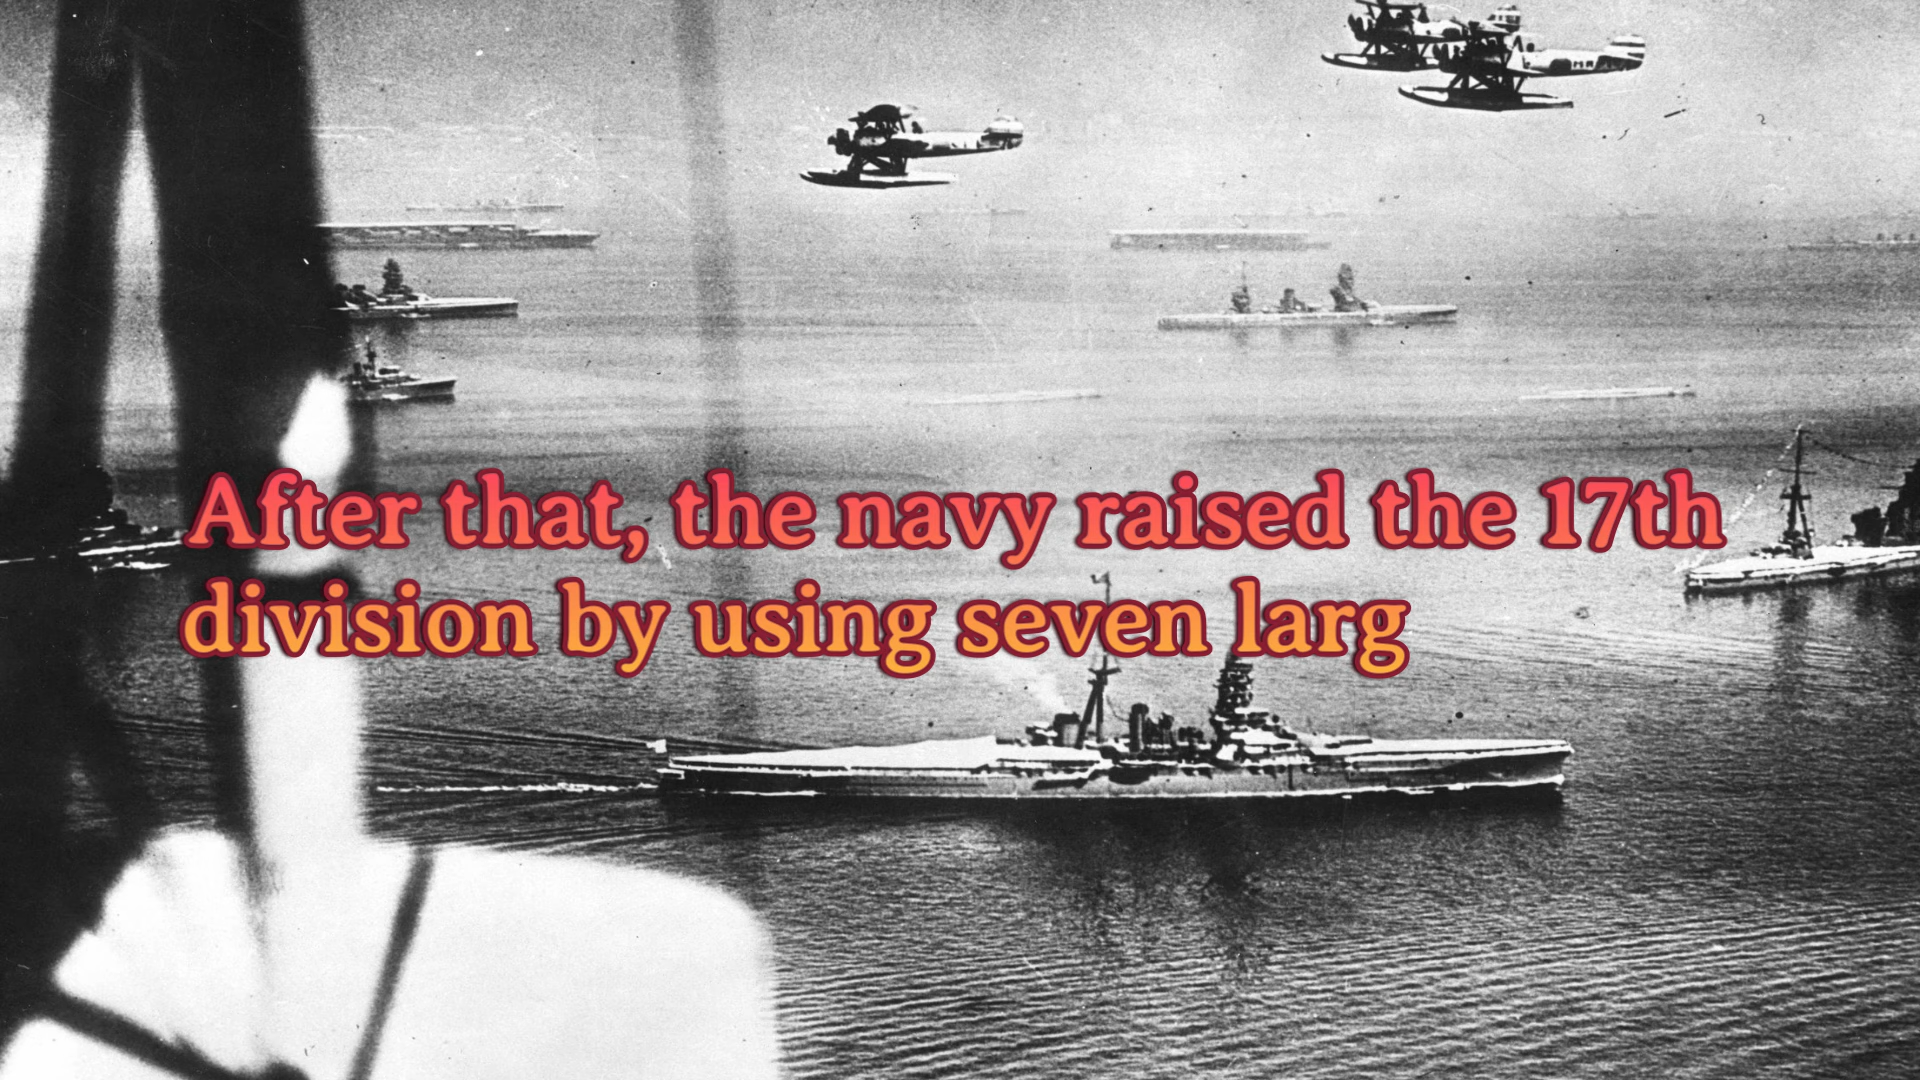 After that, the navy raised the 17th
division by using seven larg